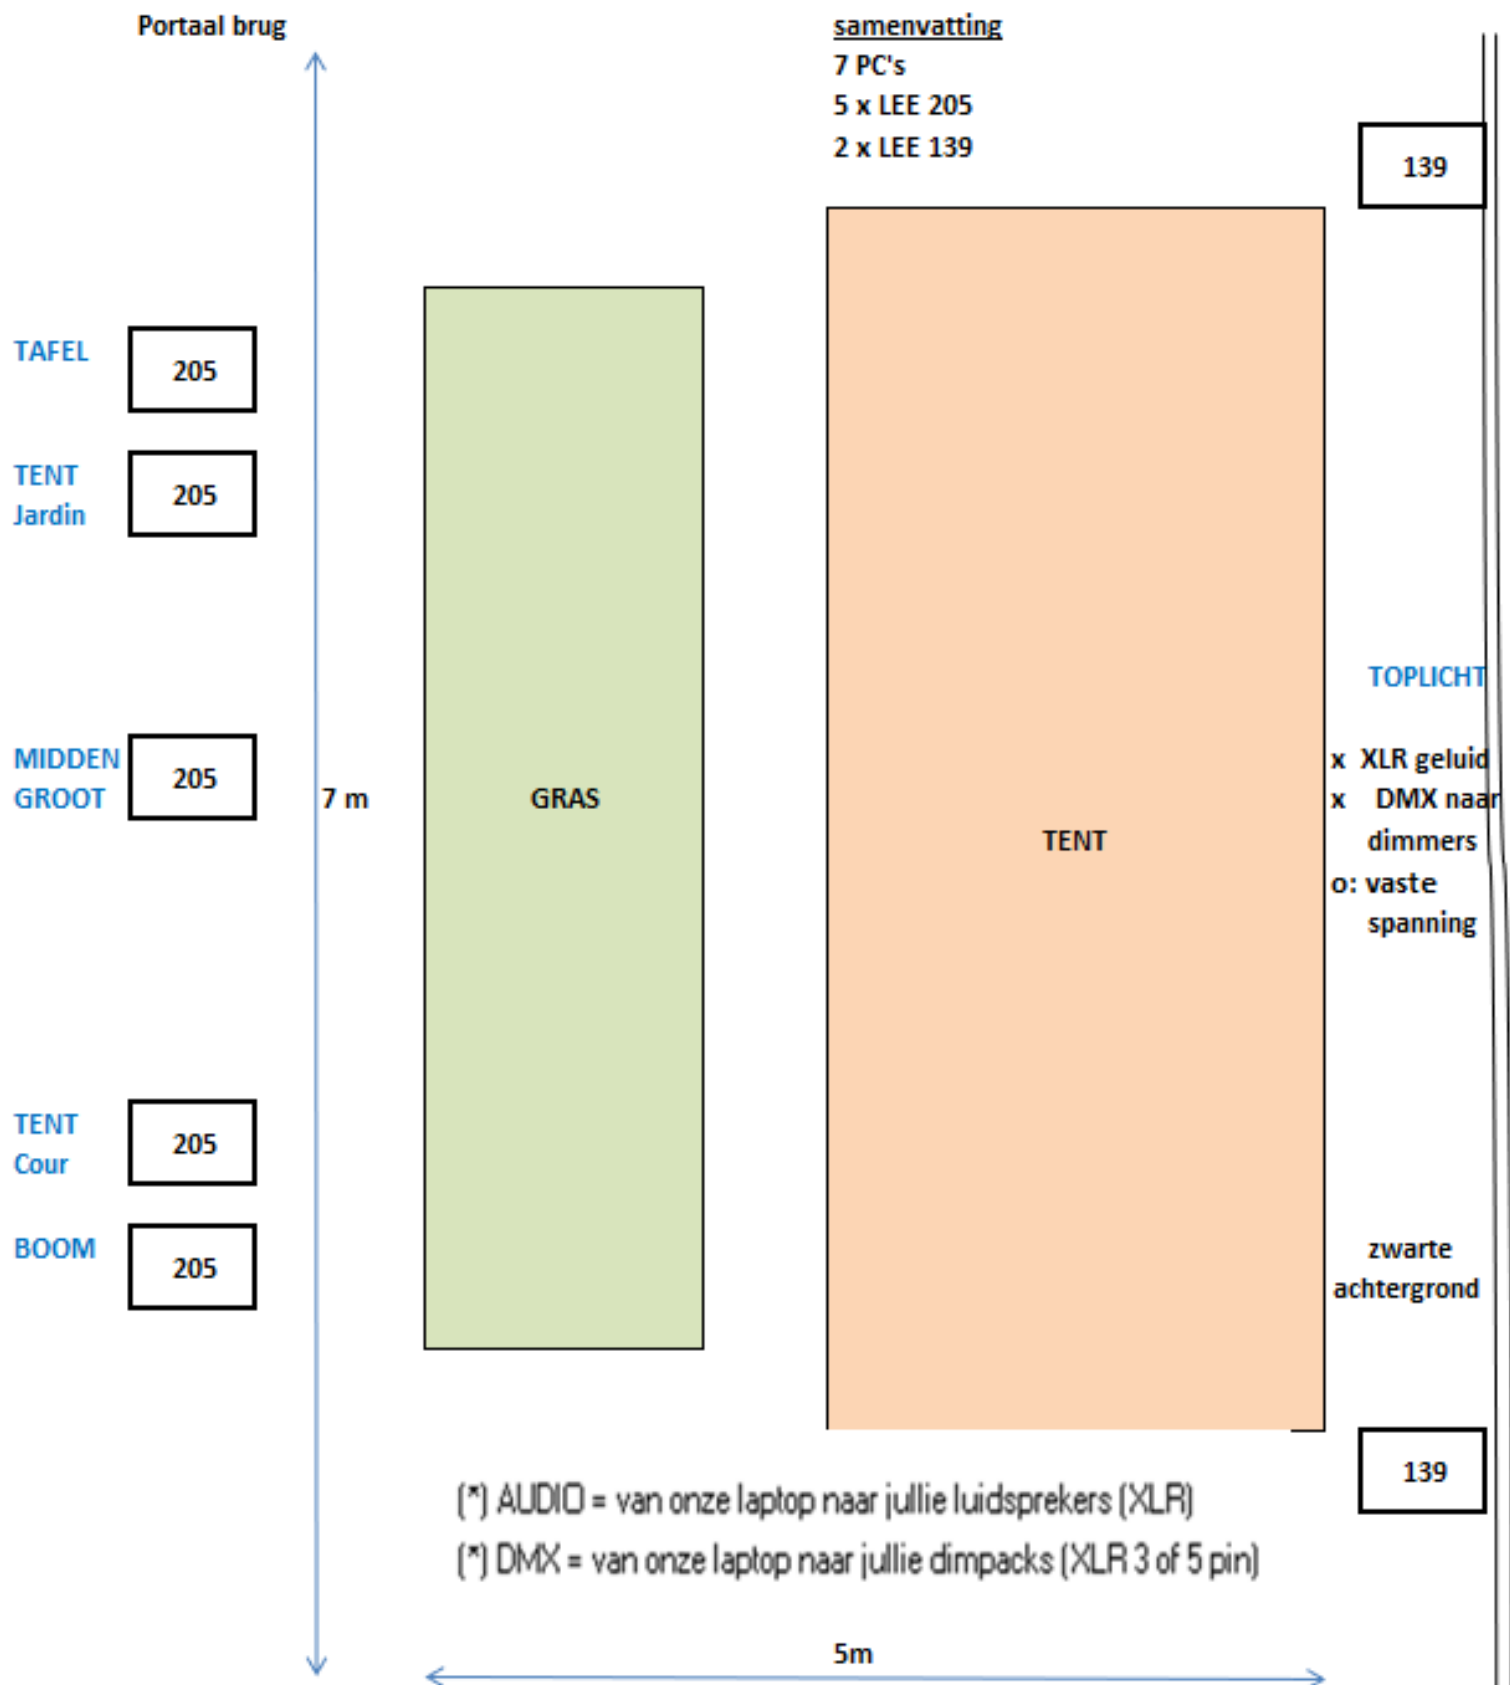 Portaal brug
samenvatting
7 PC's
5 x LEE 205
2 x LEE 139
139
TAFEL
205
TENT
Jardin
205
TOPLICHT
MIDDEN
GROOT
205
7 m
GRAS
TENT
x XLR geluid
x DMX naar
dimmers
o: vaste
spanning
TENT
Cour
205
BOOM
205
zwarte
achtergrond
139
(*) AUDIO = van onze laptop naar jullie luidsprekers (XLR)
(*) DMX = van onze laptop naar jullie dimpacks (XLR 3 of 5 pin)
5m